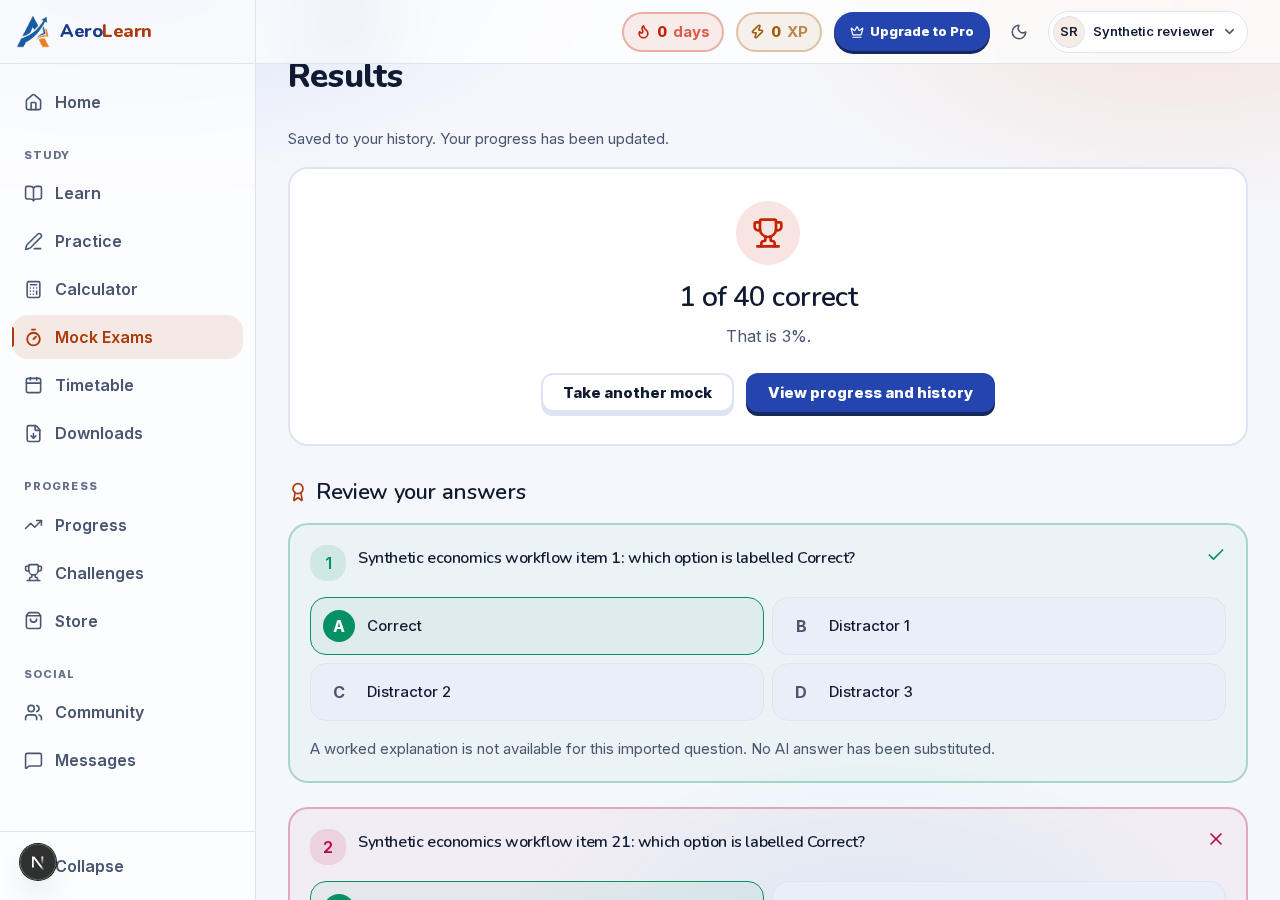 AeroLearn
0 days
0 XP
Upgrade to Pro
SR
Synthetic reviewer
Home
STUDY
Learn
Practice
Calculator
Mock Exams
Timetable
Downloads
PROGRESS
Progress
Challenges
Store
SOCIAL
Community
Messages
N
Collapse
Results
Saved to your history. Your progress has been updated.
1 of 40 correct
That is 3%.
Take another mock
View progress and history
Review your answers
1
Synthetic economics workflow item 1: which option is labelled Correct?
A Correct
B Distractor 1
C Distractor 2
D Distractor 3
A worked explanation is not available for this imported question. No AI answer has been substituted.
2
Synthetic economics workflow item 21: which option is labelled Correct?